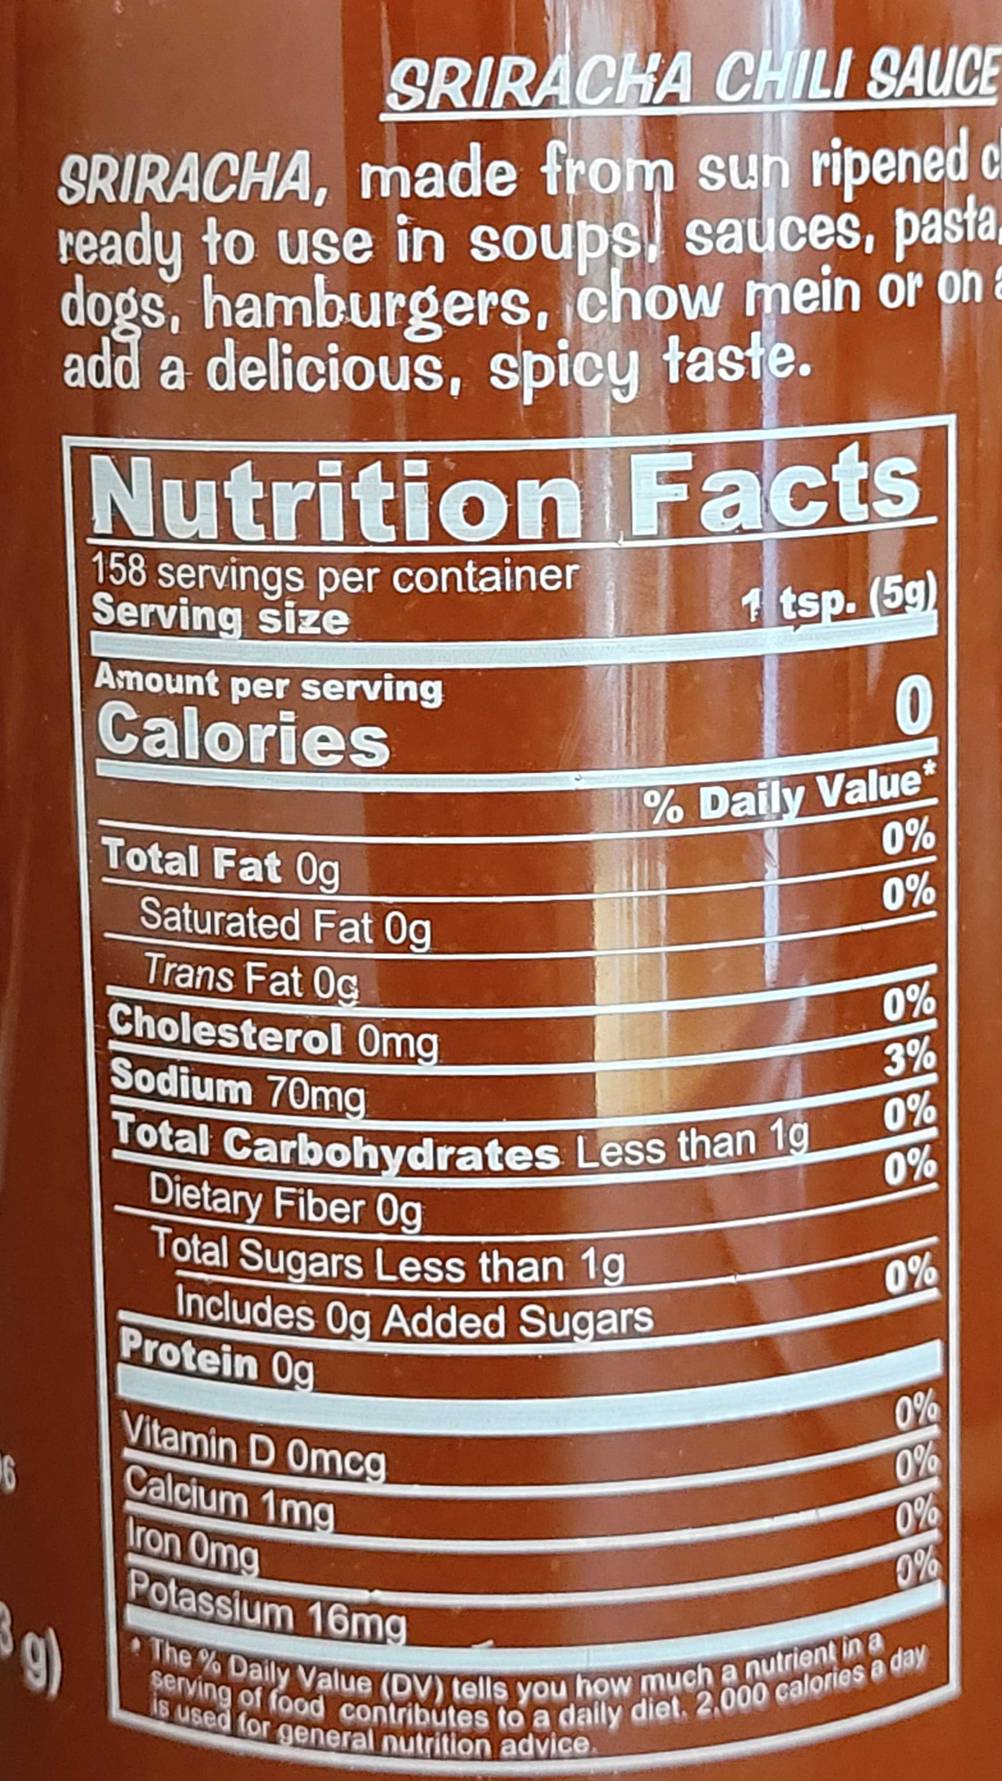 SRIRACHA CHILI SAUCE
SRIRACHA, made from sun ripened
ready to use in soups, sauces, pasta,
dogs, hamburgers, chow mein or on
add a delicious, spicy taste.
Nutrition Facts
158 servings per container
Serving size 1 tsp. (5g)
Amount per serving
Calories 0
% Daily Value*
Total Fat 0g 0%
Saturated Fat 0g 0%
Trans Fat 0g
Cholesterol 0mg 0%
Sodium 70mg 3%
Total Carbohydrates Less than 1g 0%
Dietary Fiber 0g 0%
Total Sugars Less than 1g
Includes 0g Added Sugars 0%
Protein 0g
Vitamin D 0mcg 0%
Calcium 1mg 0%
Iron 0mg 0%
Potassium 16mg 0%
* The % Daily Value (DV) tells you how much a nutrient in a
serving of food contributes to a daily diet. 2,000 calories a day
is used for general nutrition advice.
g)